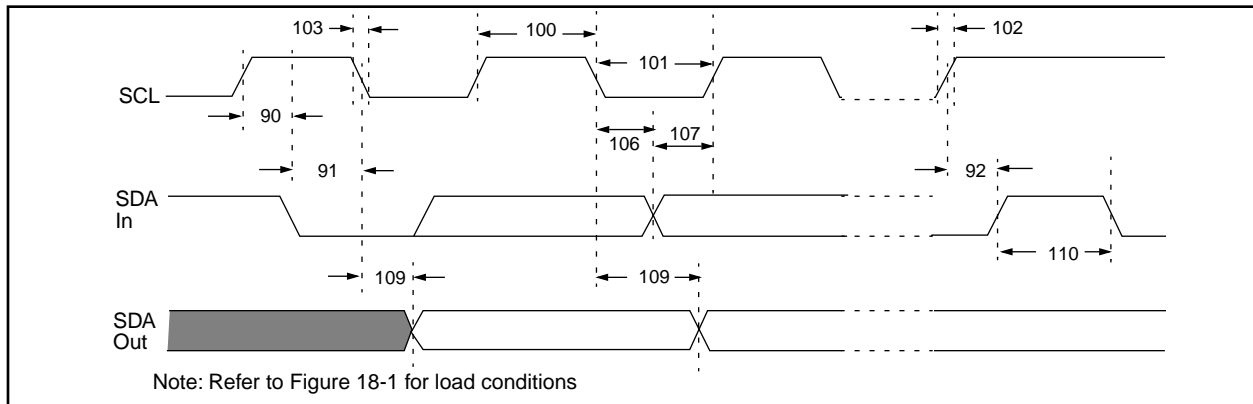 103
100
101
102
SCL
90
106
107
91
92
SDA
In
109
109
110
SDA
Out
Note: Refer to Figure 18-1 for load conditions